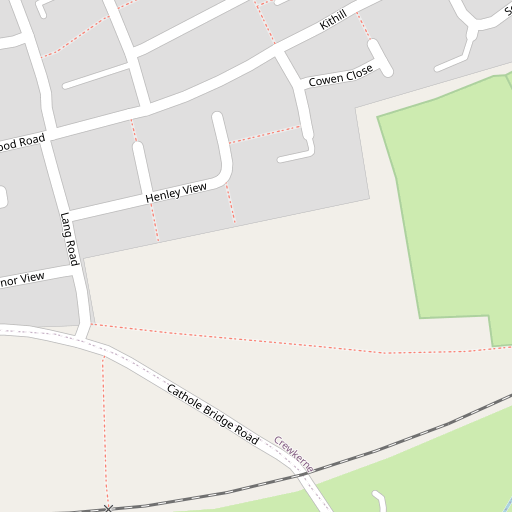 Kithill
Cowen Close
ood Road
Henley View
Lang Road
nor View
Cathole Bridge Road
Crewkerne